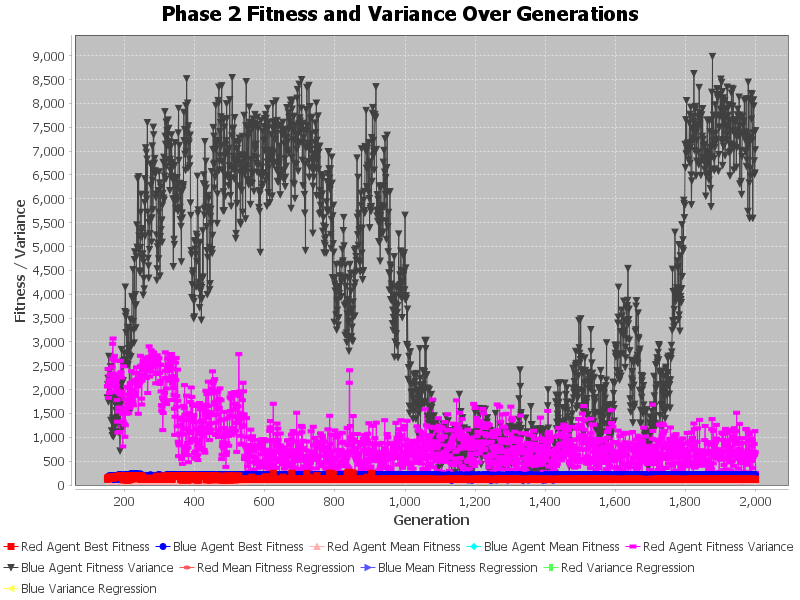 Phase 2 Fitness and Variance Over Generations
Fitness / Variance
9,000
8,500
8,000
7,500
7,000
6,500
6,000
5,500
5,000
4,500
4,000
3,500
3,000
2,500
2,000
1,500
1,000
500
0
200 400 600 800 1,000 1,200 1,400 1,600 1,800 2,000
Generation
Red Agent Best Fitness Blue Agent Best Fitness Red Agent Mean Fitness Blue Agent Mean Fitness Red Agent Fitness Variance
Blue Agent Fitness Variance Red Mean Fitness Regression Blue Mean Fitness Regression Red Variance Regression
Blue Variance Regression